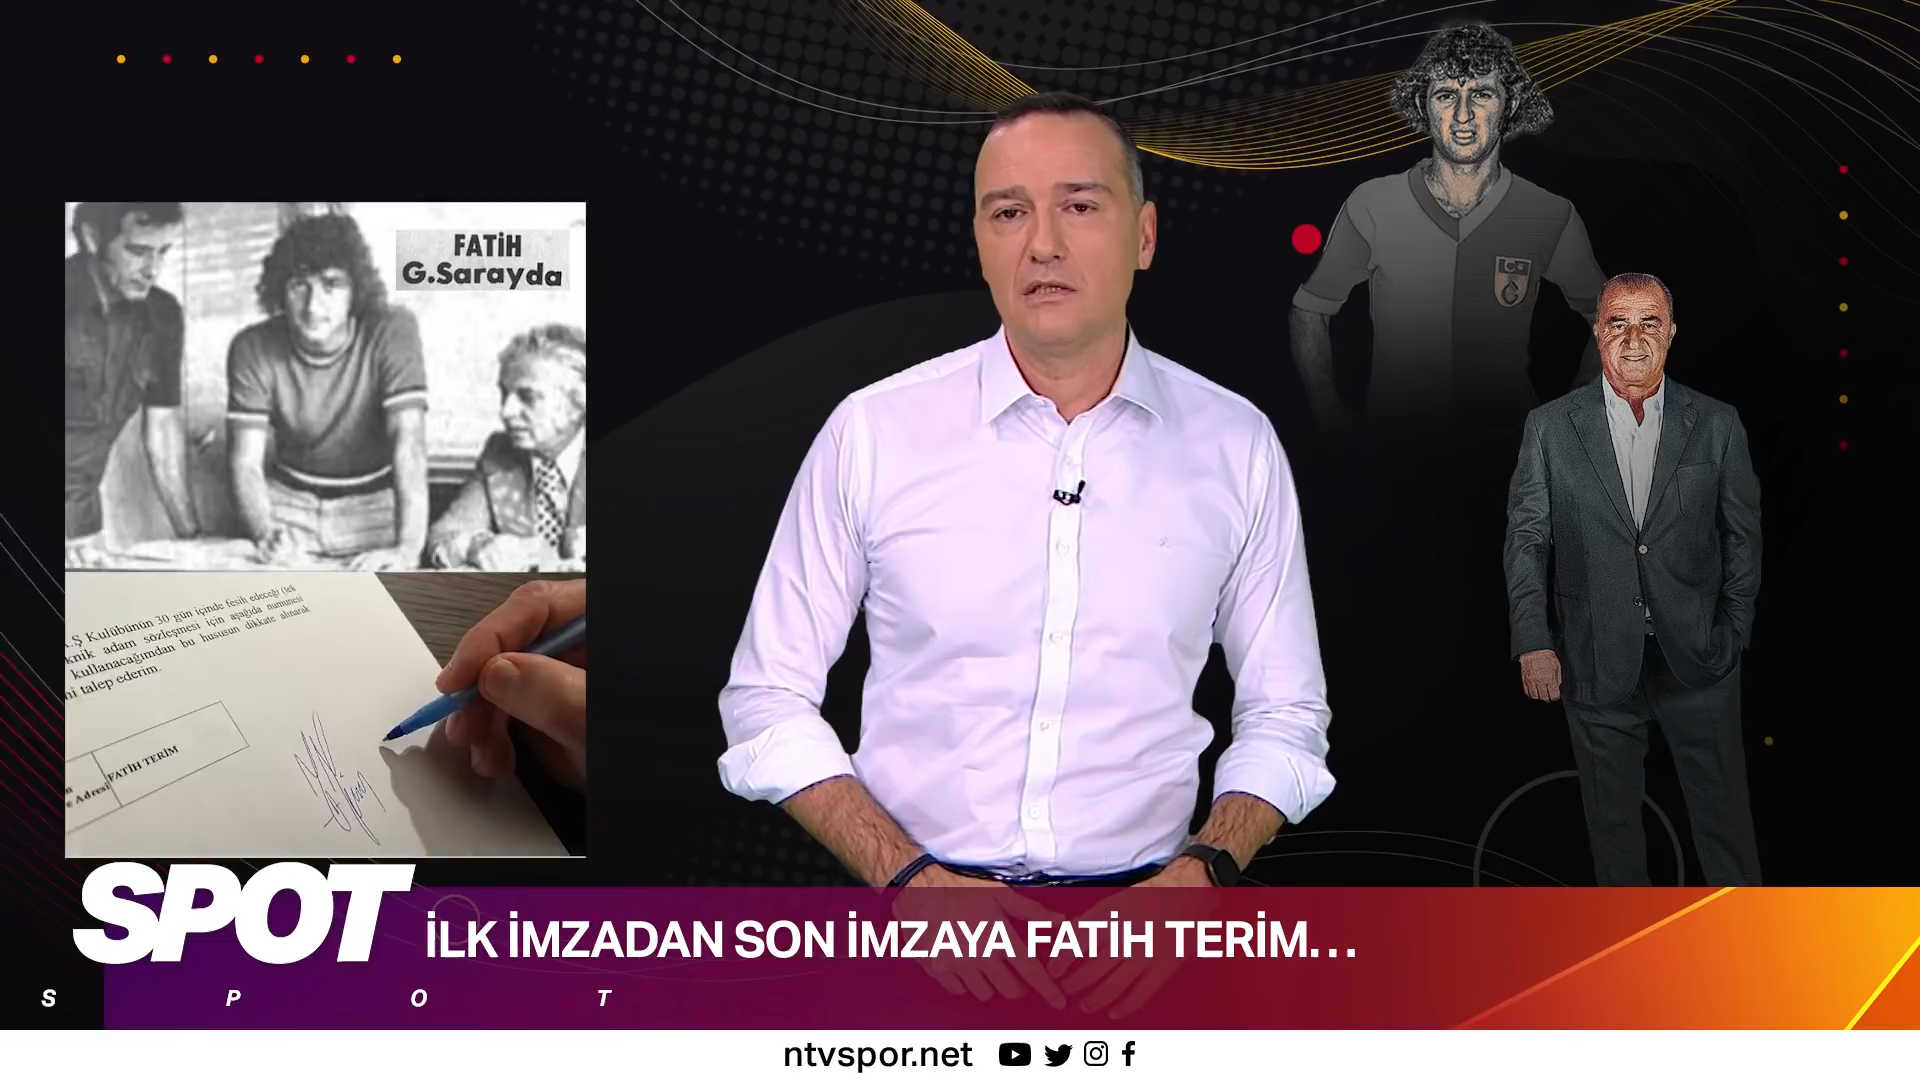 FATİH
G.Sarayda
.Ş Kulübünün 30 gün içinde fesih edeceği (tek
knik adam sözleşmesi için aşağıda numunesi
kullanacağımdan bu hususun dikkate alınarak
ni talep ederim.
FATİH TERİM
e Adresi
SPOT
İLK İMZADAN SON İMZAYA FATİH TERİM...
S P O T
ntvspor.net